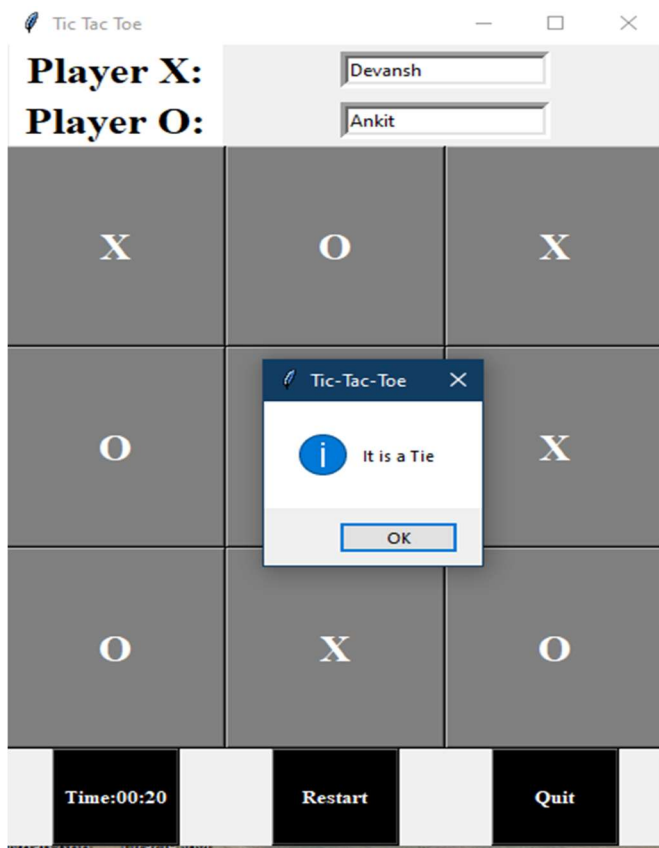 Tic Tac Toe
Player X: Devansh
Player O: Ankit
X O X
Tic-Tac-Toe
It is a Tie
O X
OK
O X O
Time:00:20 Restart Quit